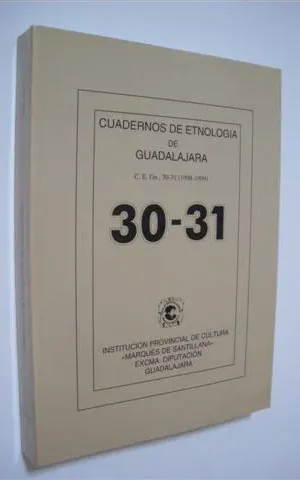 CUADERNOS DE ETNOLOGIA
DE
GUADALAJARA
C. E. Gu., 30-31 (1998-1999)
30-31
INSTITUCIÓN PROVINCIAL DE CULTURA
«MARQUÉS DE SANTILLANA»
EXCMA. DIPUTACIÓN
GUADALAJARA